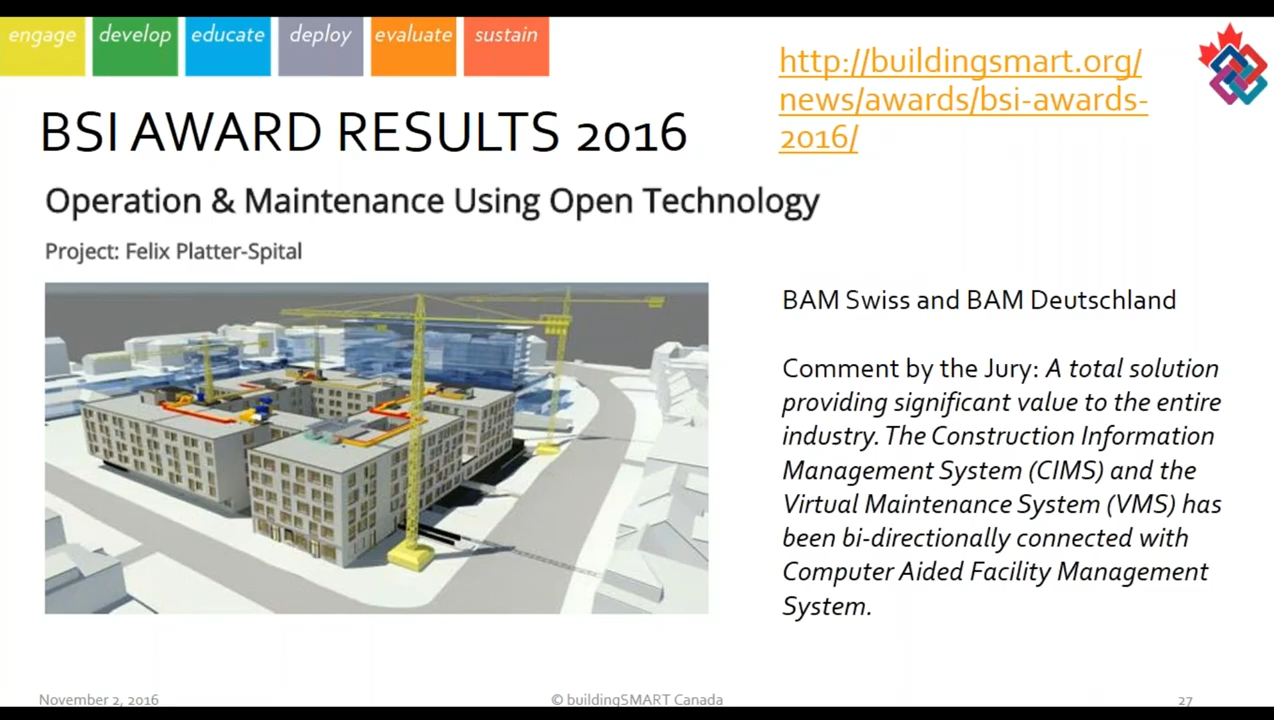 engage develop educate deploy evaluate sustain
http://buildingsmart.org/
news/awards/bsi-awards-
2016/
BSI AWARD RESULTS 2016
Operation & Maintenance Using Open Technology
Project: Felix Platter-Spital
BAM Swiss and BAM Deutschland
Comment by the Jury: A total solution
providing significant value to the entire
industry. The Construction Information
Management System (CIMS) and the
Virtual Maintenance System (VMS) has
been bi-directionally connected with
Computer Aided Facility Management
System.
November 2, 2016
© buildingSMART Canada
27